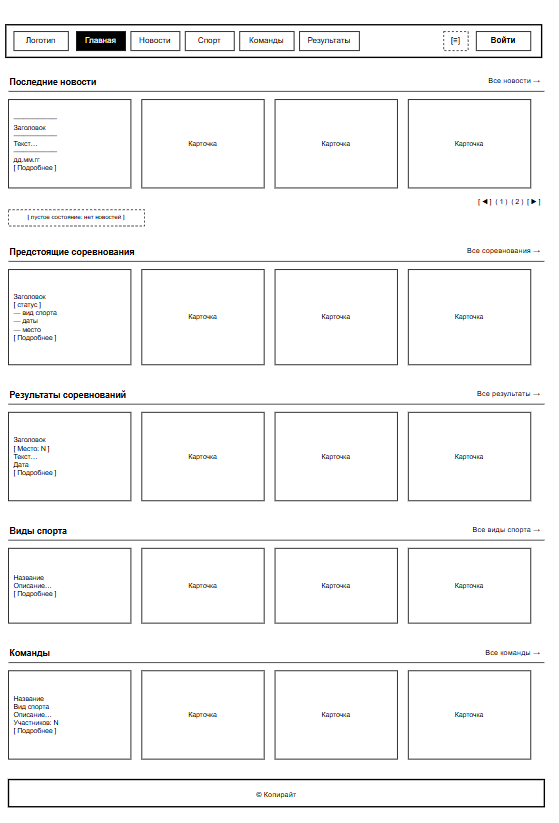 Логотип Главная Новости Спорт Команды Результаты [≡] Войти
Последние новости Все новости →
Заголовок
Текст...
дд.мм.гг
[ Подробнее ]
Карточка Карточка Карточка
[ ◄ ] ( 1 ) ( 2 ) [ ► ]
[ пустое состояние: нет новостей ]
Предстоящие соревнования Все соревнования →
Заголовок
[ статус ]
— вид спорта
— даты
— место
[ Подробнее ]
Карточка Карточка Карточка
Результаты соревнований Все результаты →
Заголовок
[ Место: N ]
Текст...
Дата
[ Подробнее ]
Карточка Карточка Карточка
Виды спорта Все виды спорта →
Название
Описание...
[ Подробнее ]
Карточка Карточка Карточка
Команды Все команды →
Название
Вид спорта
Описание...
Участников: N
[ Подробнее ]
Карточка Карточка Карточка
© Копирайт